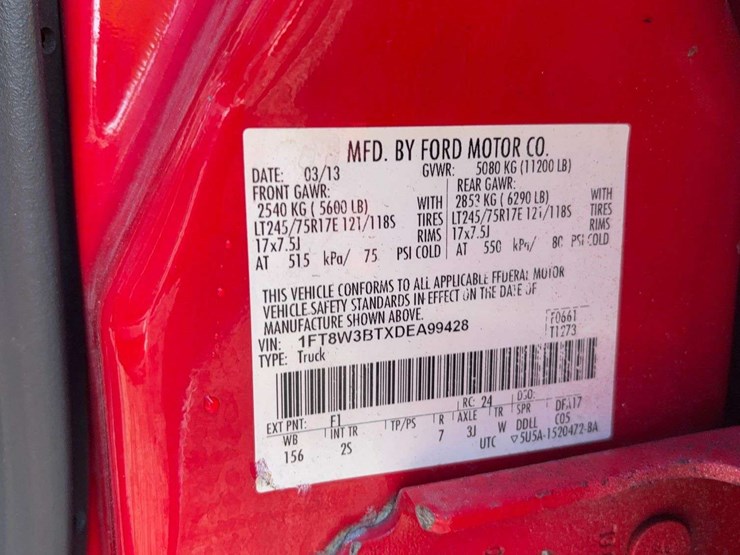 MFD. BY FORD MOTOR CO.
DATE: 03/13 GVWR: 5080 KG (11200 LB)
FRONT GAWR: REAR GAWR:
2540 KG ( 5600 LB) WITH 2853 KG ( 6290 LB) WITH
LT245/75R17E 121/118S TIRES LT245/75R17E 121/118S TIRES
17x7.5J RIMS 17x7.5J RIMS
AT 515 kPa/ 75 PSI COLD AT 550 kPa/ 80 PSI COLD
THIS VEHICLE CONFORMS TO ALL APPLICABLE FEDERAL MOTOR
VEHICLE SAFETY STANDARDS IN EFFECT ON THE DATE OF
MANUFACTURE SHOWN ABOVE.
VIN: 1FT8W3BTXDEA99428 F0661
TYPE: Truck T1273
EXT PNT: F1 RC: 24 DSO:
WB INT TR TP/PS R AXLE TR SPR DFA17
156 2S 7 3J W DDLL C05
UTC 5U5A-1520472-BA